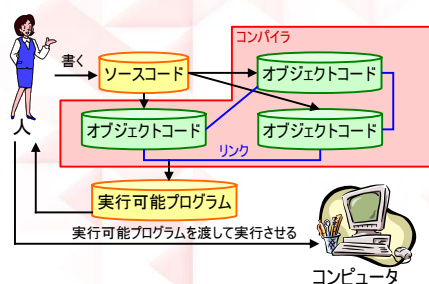 コンパイラ
書く
ソースコード
オブジェクトコード
人
オブジェクトコード
オブジェクトコード
リンク
実行可能プログラム
実行可能プログラムを渡して実行させる
コンピュータ